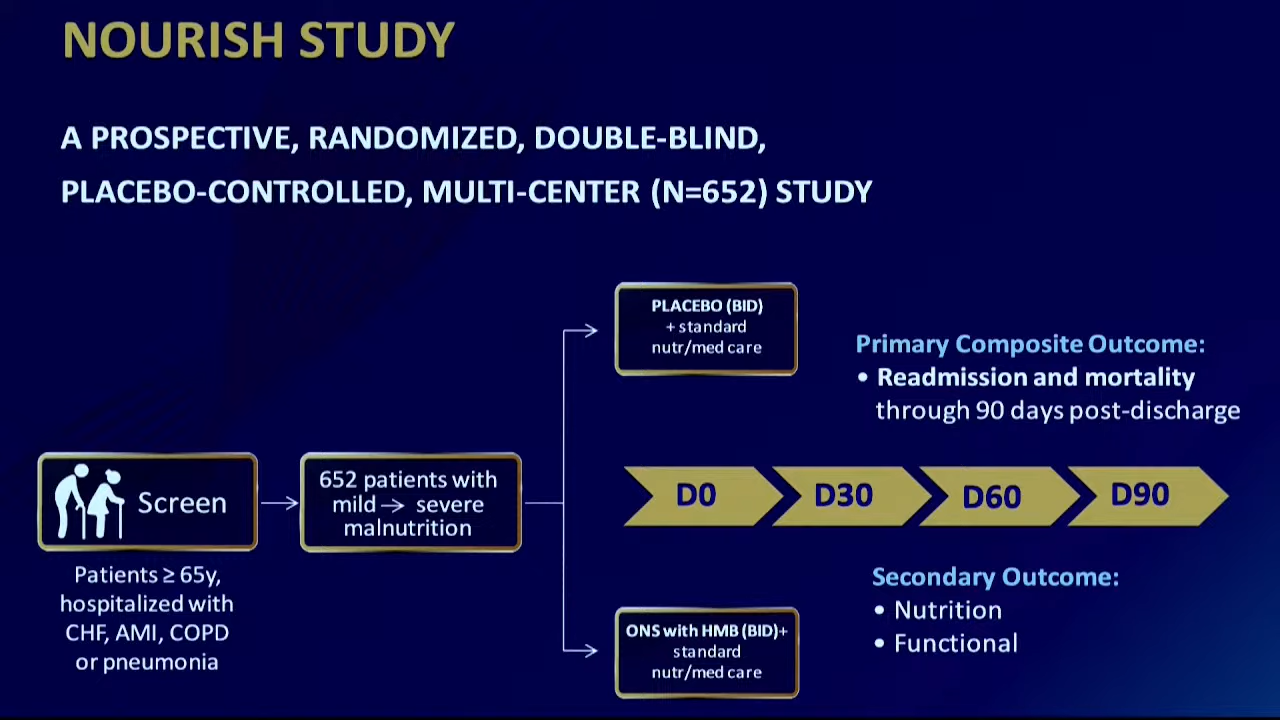 NOURISH STUDY
A PROSPECTIVE, RANDOMIZED, DOUBLE-BLIND,
PLACEBO-CONTROLLED, MULTI-CENTER (N=652) STUDY
Screen
Patients ≥ 65y,
hospitalized with
CHF, AMI, COPD
or pneumonia
652 patients with
mild → severe
malnutrition
PLACEBO (BID)
+ standard
nutr/med care
ONS with HMB (BID)+
standard
nutr/med care
Primary Composite Outcome:
• Readmission and mortality
through 90 days post-discharge
D0 D30 D60 D90
Secondary Outcome:
• Nutrition
• Functional